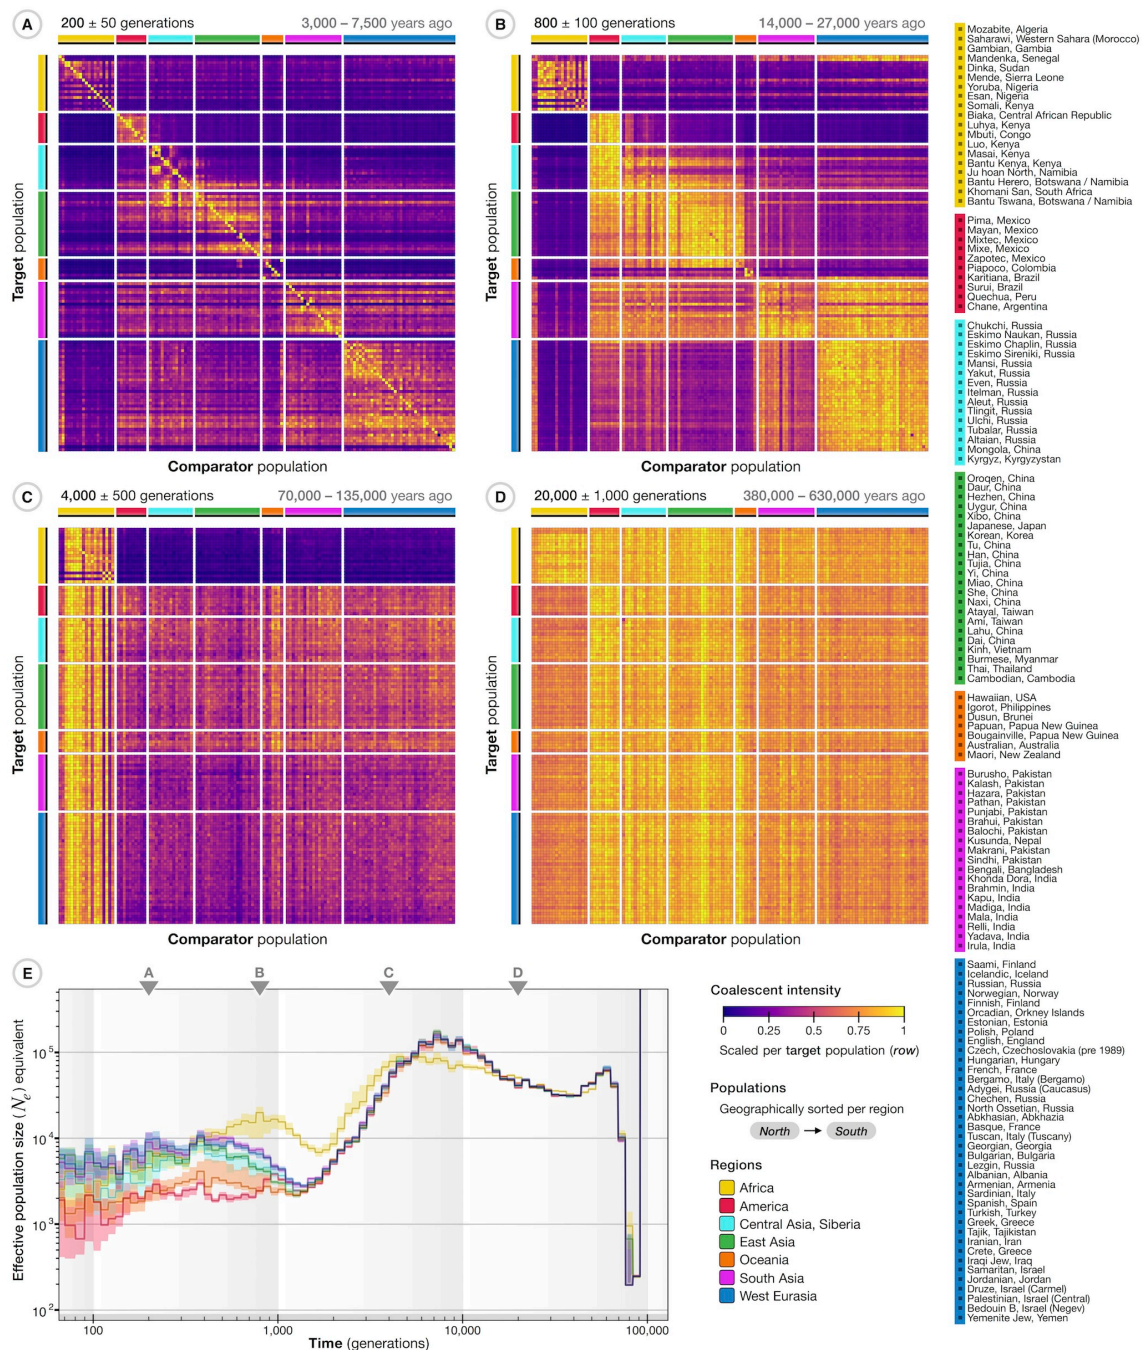 A
200 ± 50 generations
3,000 – 7,500 years ago
Target population
Comparator population
B
800 ± 100 generations
14,000 – 27,000 years ago
Target population
Comparator population
C
4,000 ± 500 generations
70,000 – 135,000 years ago
Target population
Comparator population
D
20,000 ± 1,000 generations
380,000 – 630,000 years ago
Target population
Comparator population
E
A
B
C
D
Effective population size (Ne) equivalent
10^5
10^4
10^3
10^2
100
1,000
10,000
100,000
Time (generations)
Coalescent intensity
0
0.25
0.5
0.75
1
Scaled per target population (row)
Populations
Geographically sorted per region
North → South
Regions
Africa
America
Central Asia, Siberia
East Asia
Oceania
South Asia
West Eurasia
Mozabite, Algeria
Saharawi, Western Sahara (Morocco)
Gambian, Gambia
Mandenka, Senegal
Dinka, Sudan
Mende, Sierra Leone
Yoruba, Nigeria
Esan, Nigeria
Somali, Kenya
Biaka, Central African Republic
Luhya, Kenya
Mbuti, Congo
Luo, Kenya
Masai, Kenya
Bantu Kenya, Kenya
Ju hoan North, Namibia
Bantu Herero, Botswana / Namibia
Khomani San, South Africa
Bantu Tswana, Botswana / Namibia
Pima, Mexico
Mayan, Mexico
Mixtec, Mexico
Mixe, Mexico
Zapotec, Mexico
Piapoco, Colombia
Karitiana, Brazil
Surui, Brazil
Quechua, Peru
Chane, Argentina
Chukchi, Russia
Eskimo Naukan, Russia
Eskimo Chaplin, Russia
Eskimo Sireniki, Russia
Mansi, Russia
Yakut, Russia
Even, Russia
Itelman, Russia
Aleut, Russia
Tlingit, Russia
Ulchi, Russia
Tubalar, Russia
Altaian, Russia
Mongola, China
Kyrgyz, Kyrgyzystan
Oroqen, China
Daur, China
Hezhen, China
Uygur, China
Xibo, China
Japanese, Japan
Korean, Korea
Tu, China
Han, China
Tujia, China
Yi, China
Miao, China
She, China
Naxi, China
Atayal, Taiwan
Ami, Taiwan
Lahu, China
Dai, China
Kinh, Vietnam
Burmese, Myanmar
Thai, Thailand
Cambodian, Cambodia
Hawaiian, USA
Igorot, Philippines
Dusun, Brunei
Papuan, Papua New Guinea
Bougainville, Papua New Guinea
Australian, Australia
Maori, New Zealand
Burusho, Pakistan
Kalash, Pakistan
Hazara, Pakistan
Pathan, Pakistan
Punjabi, Pakistan
Brahui, Pakistan
Balochi, Pakistan
Kusunda, Nepal
Makrani, Pakistan
Sindhi, Pakistan
Bengali, Bangladesh
Khonda Dora, India
Brahmin, India
Kapu, India
Madiga, India
Mala, India
Relli, India
Yadava, India
Irula, India
Saami, Finland
Icelandic, Iceland
Russian, Russia
Norwegian, Norway
Finnish, Finland
Orcadian, Orkney Islands
Estonian, Estonia
Polish, Poland
English, England
Czech, Czechoslovakia (pre 1989)
Hungarian, Hungary
French, France
Bergamo, Italy (Bergamo)
Adygei, Russia (Caucasus)
Chechen, Russia
North Ossetian, Russia
Abkhasian, Abkhazia
Basque, France
Tuscan, Italy (Tuscany)
Georgian, Georgia
Bulgarian, Bulgaria
Lezgin, Russia
Albanian, Albania
Armenian, Armenia
Sardinian, Italy
Spanish, Spain
Turkish, Turkey
Greek, Greece
Tajik, Tajikistan
Iranian, Iran
Crete, Greece
Iraqi Jew, Iraq
Samaritan, Israel
Jordanian, Jordan
Druze, Israel (Carmel)
Palestinian, Israel (Central)
Bedouin B, Israel (Negev)
Yemenite Jew, Yemen